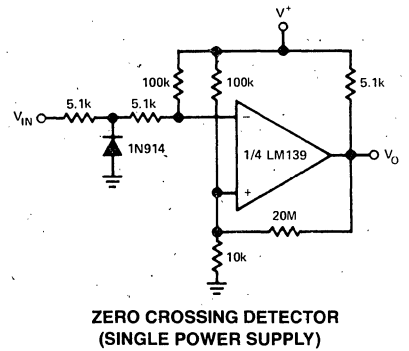 V+
100k
100k
5.1k
VIN
5.1k
5.1k
−
1N914
1/4 LM139
VO
+
20M
10k
ZERO CROSSING DETECTOR
(SINGLE POWER SUPPLY)